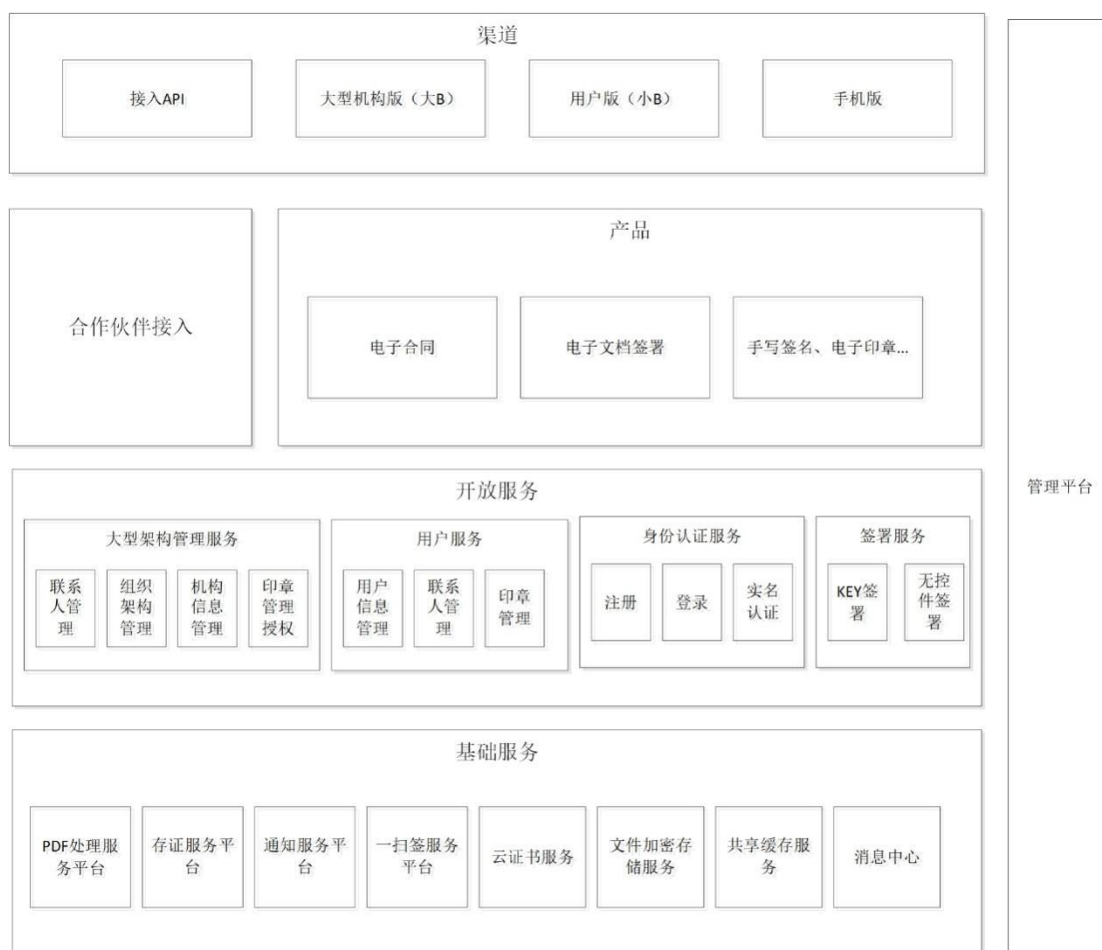 渠道
接入API
大型机构版（大B）
用户版（小B）
手机版
合作伙伴接入
产品
电子合同
电子文档签署
手写签名、电子印章...
管理平台
开放服务
大型架构管理服务
联系
人管
理
组织
架构
管理
机构
信息
管理
印章
管理
授权
用户服务
用户
信息
管理
联系
人管
理
印章
管理
身份认证服务
注册
登录
实名
认证
签署服务
KEY签
署
无控
件签
署
基础服务
PDF处理服
务平台
存证服务平
台
通知服务平
台
一扫签服务
平台
云证书服务
文件加密存
储服务
共享缓存服
务
消息中心